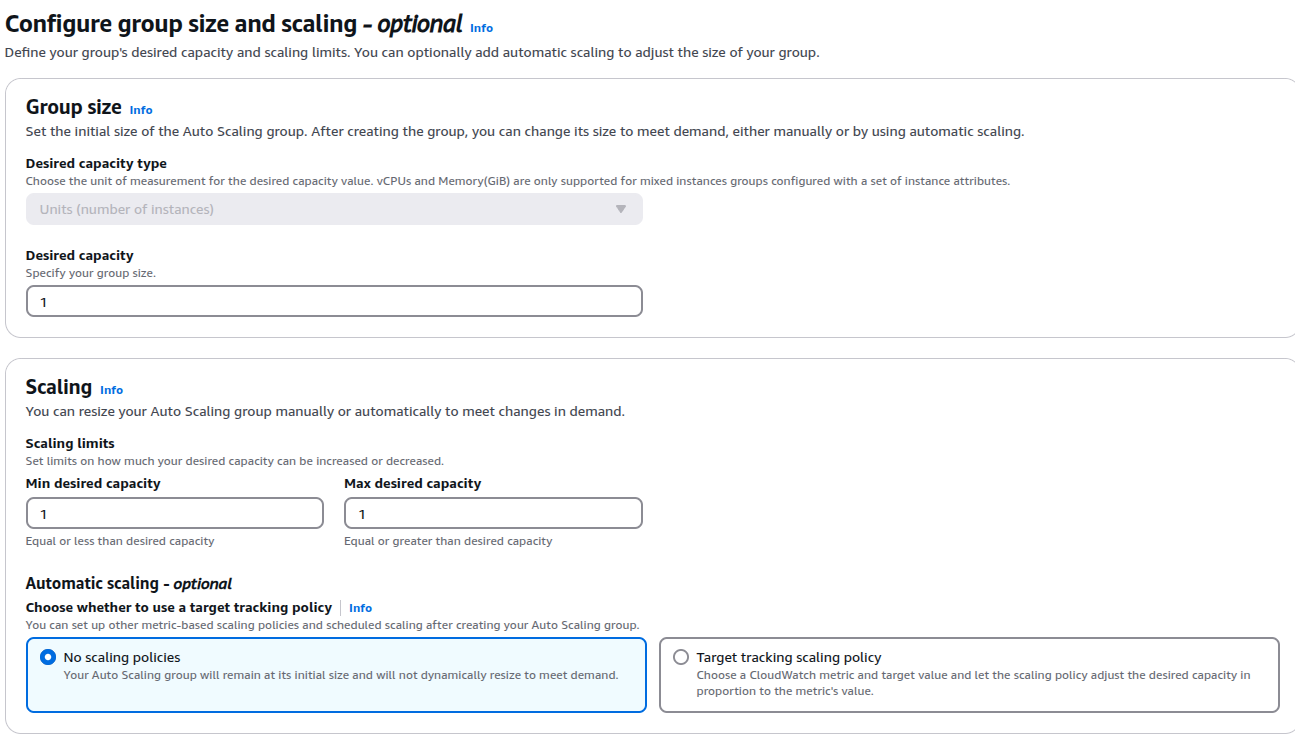 Configure group size and scaling – optional Info
Define your group's desired capacity and scaling limits. You can optionally add automatic scaling to adjust the size of your group.
Group size Info
Set the initial size of the Auto Scaling group. After creating the group, you can change its size to meet demand, either manually or by using automatic scaling.
Desired capacity type
Choose the unit of measurement for the desired capacity value. vCPUs and Memory(GiB) are only supported for mixed instances groups configured with a set of instance attributes.
Units (number of instances)
Desired capacity
Specify your group size.
1
Scaling Info
You can resize your Auto Scaling group manually or automatically to meet changes in demand.
Scaling limits
Set limits on how much your desired capacity can be increased or decreased.
Min desired capacity
1
Equal or less than desired capacity
Max desired capacity
1
Equal or greater than desired capacity
Automatic scaling – optional
Choose whether to use a target tracking policy Info
You can set up other metric-based scaling policies and scheduled scaling after creating your Auto Scaling group.
No scaling policies
Your Auto Scaling group will remain at its initial size and will not dynamically resize to meet demand.
Target tracking scaling policy
Choose a CloudWatch metric and target value and let the scaling policy adjust the desired capacity in
proportion to the metric's value.